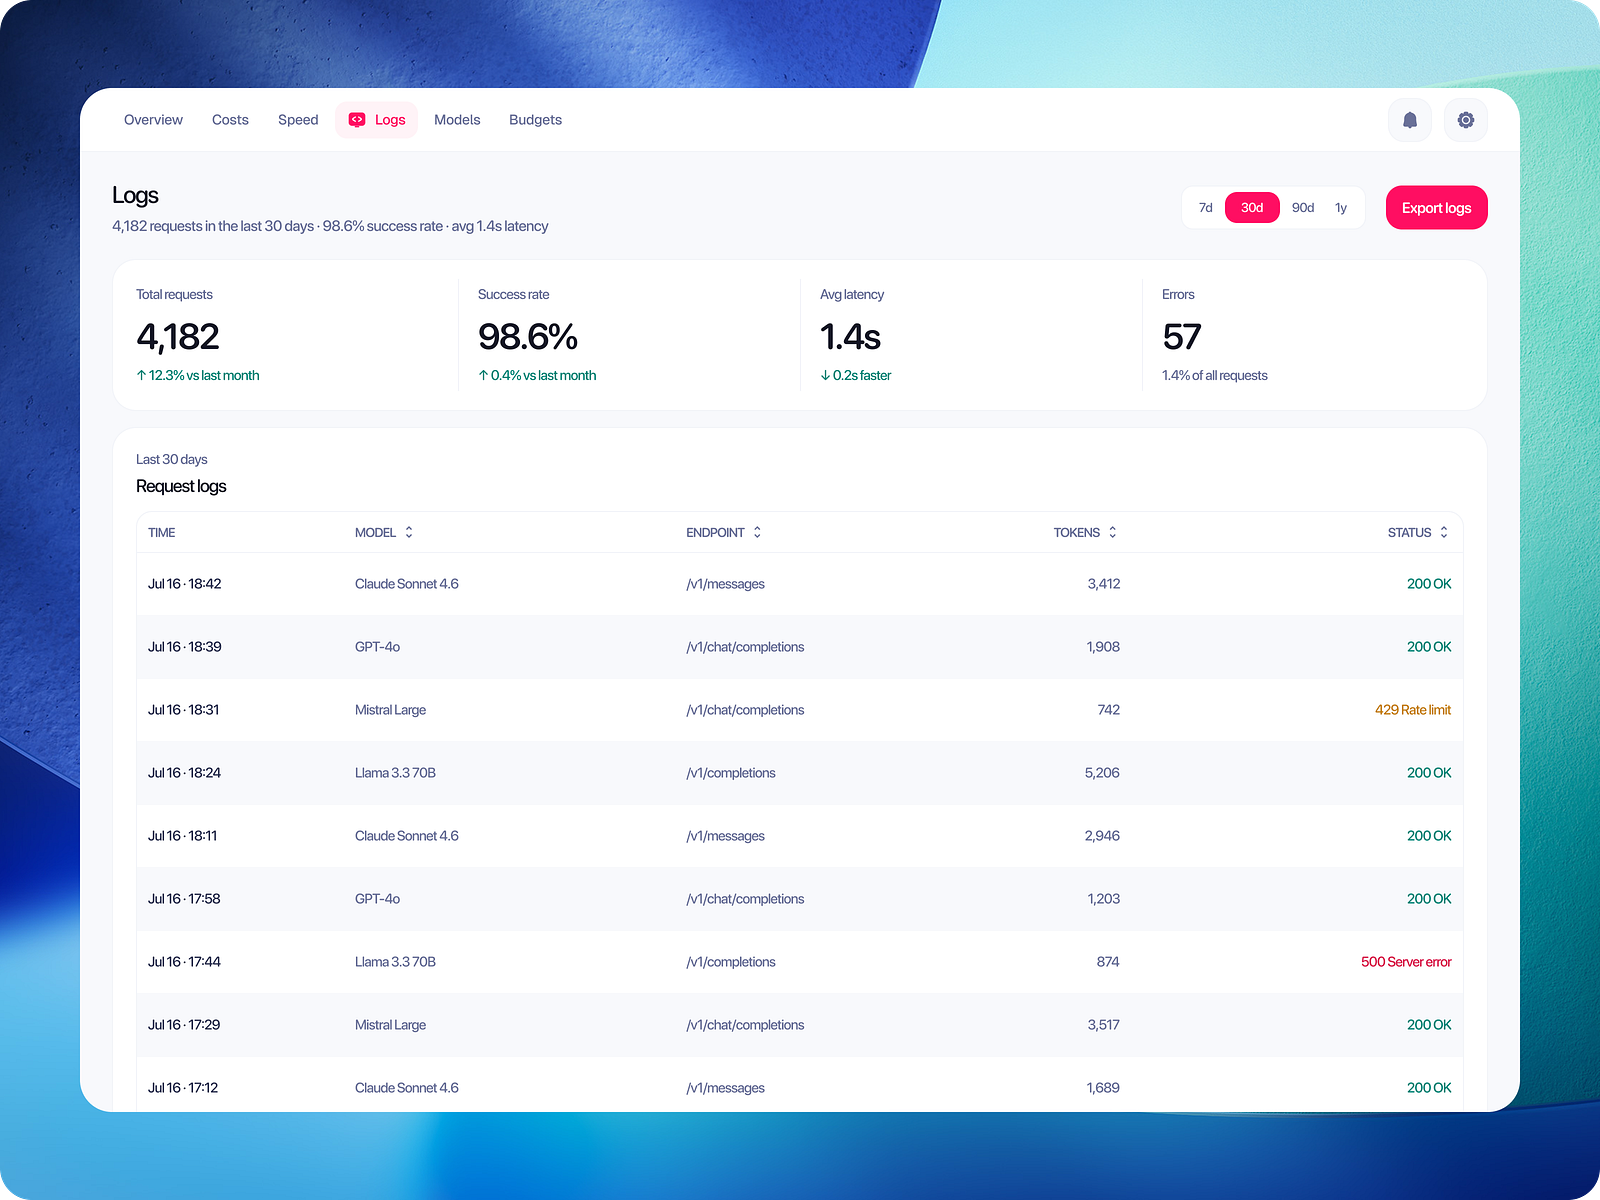 Overview Costs Speed Logs Models Budgets
Logs
4,182 requests in the last 30 days · 98.6% success rate · avg 1.4s latency
7d 30d 90d 1y
Export logs
Total requests Success rate Avg latency Errors
4,182 98.6% 1.4s 57
↑ 12.3% vs last month ↑ 0.4% vs last month ↓ 0.2s faster 1.4% of all requests
Last 30 days
Request logs
TIME MODEL ENDPOINT TOKENS STATUS
Jul 16 · 18:42 Claude Sonnet 4.6 /v1/messages 3,412 200 OK
Jul 16 · 18:39 GPT-4o /v1/chat/completions 1,908 200 OK
Jul 16 · 18:31 Mistral Large /v1/chat/completions 742 429 Rate limit
Jul 16 · 18:24 Llama 3.3 70B /v1/completions 5,206 200 OK
Jul 16 · 18:11 Claude Sonnet 4.6 /v1/messages 2,946 200 OK
Jul 16 · 17:58 GPT-4o /v1/chat/completions 1,203 200 OK
Jul 16 · 17:44 Llama 3.3 70B /v1/completions 874 500 Server error
Jul 16 · 17:29 Mistral Large /v1/chat/completions 3,517 200 OK
Jul 16 · 17:12 Claude Sonnet 4.6 /v1/messages 1,689 200 OK